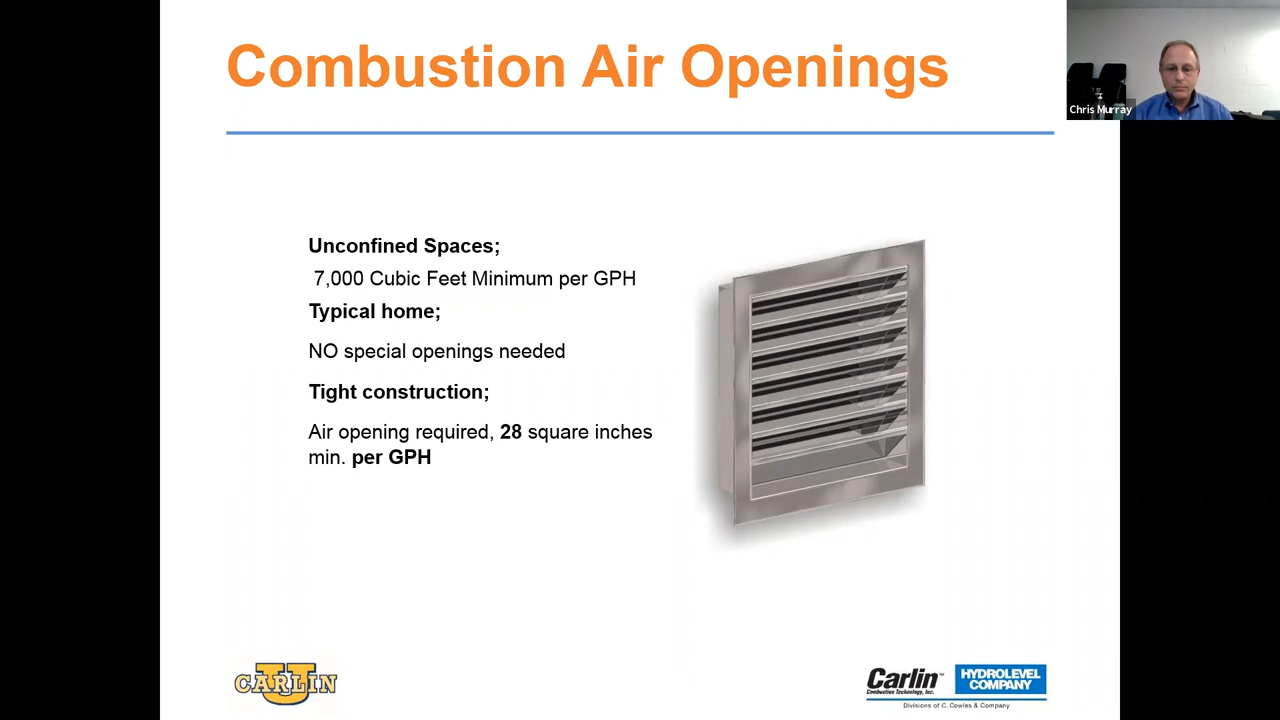 Combustion Air Openings
Chris Murray
Unconfined Spaces;
7,000 Cubic Feet Minimum per GPH
Typical home;
NO special openings needed
Tight construction;
Air opening required, 28 square inches
min. per GPH
U
CARLIN
Carlin™
Combustion Technology, Inc.
HYDROLEVEL
COMPANY
Divisions of C. Cowles & Company